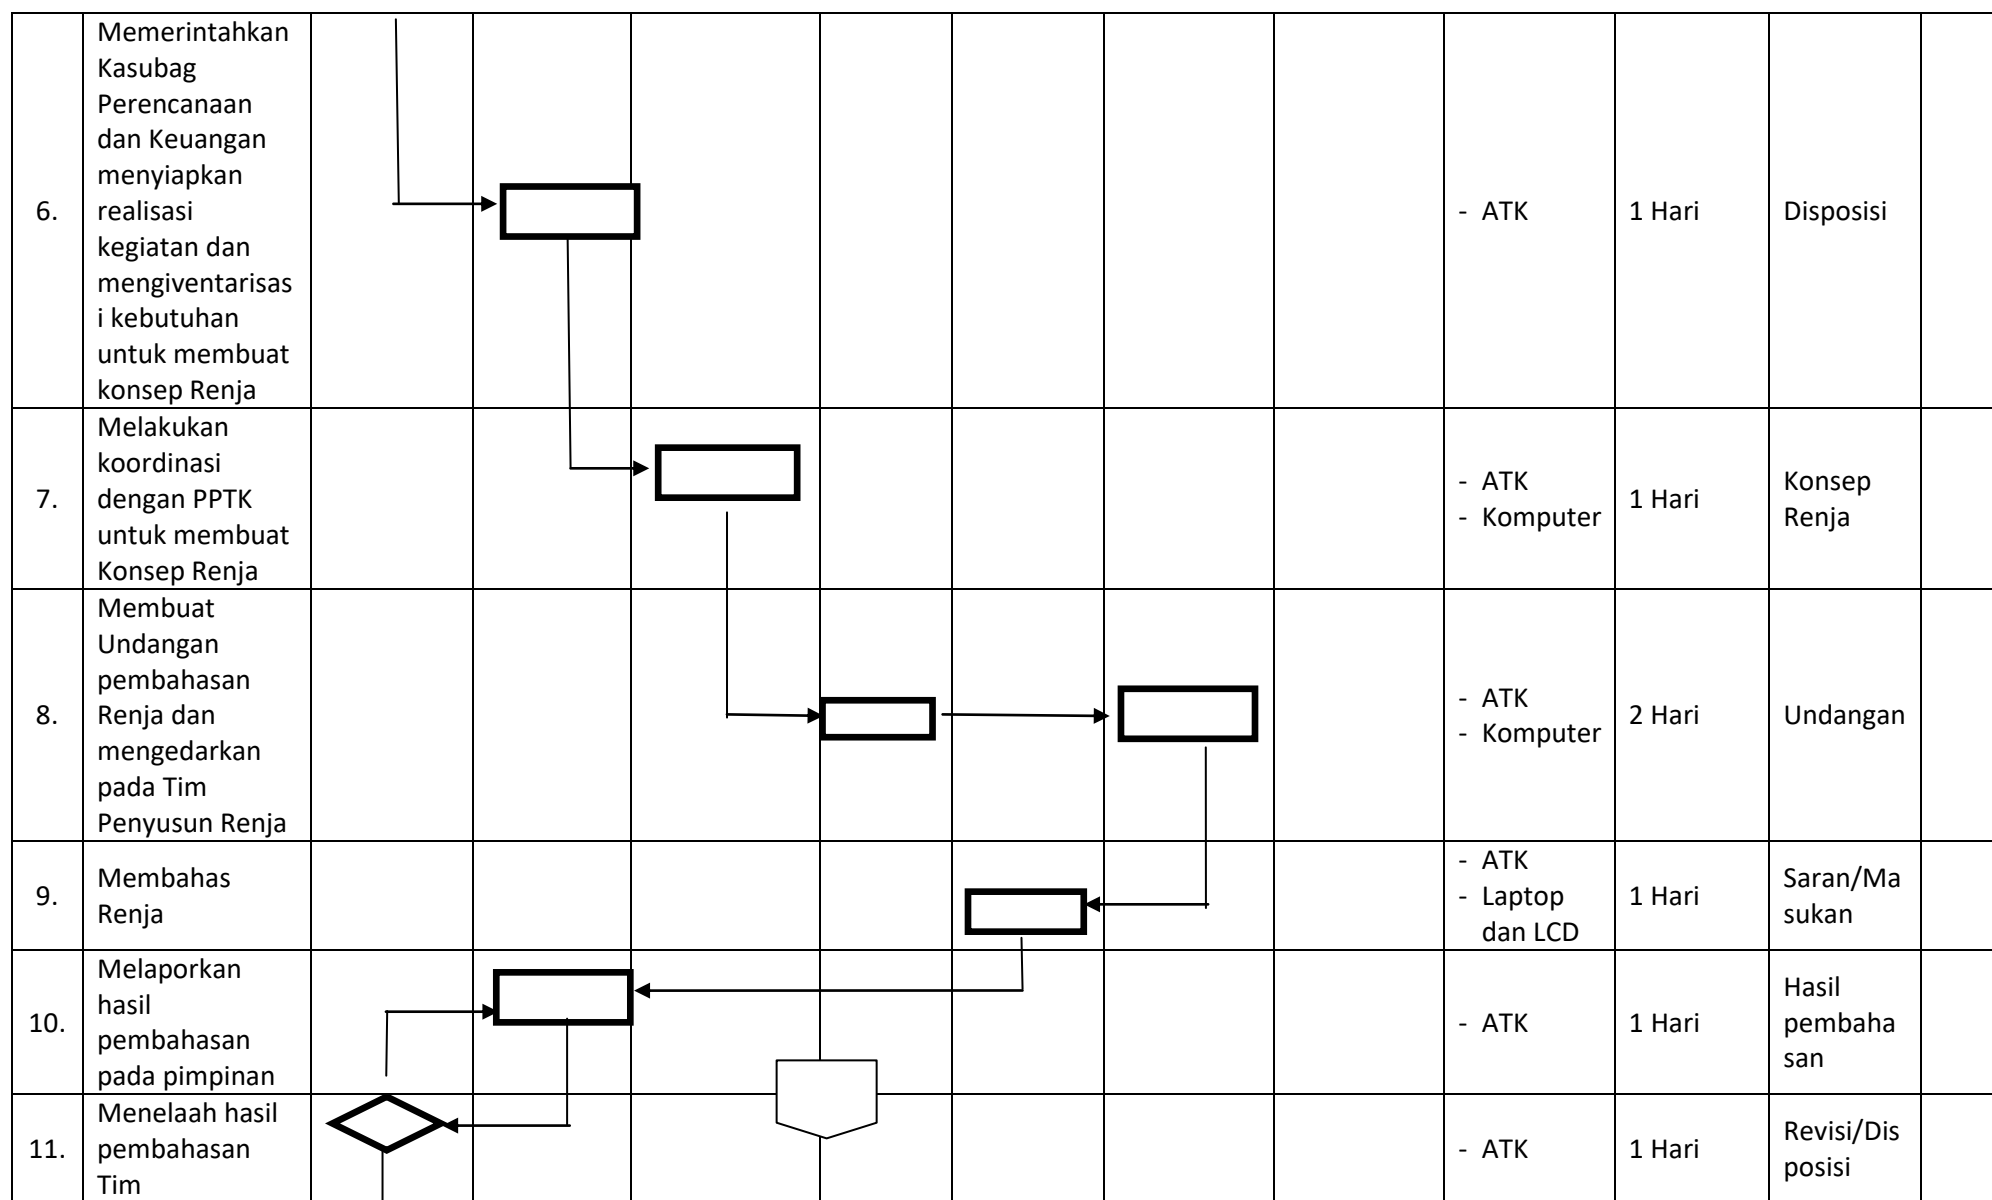 6.
Memerintahkan
Kasubag
Perencanaan
dan Keuangan
menyiapkan
realisasi
kegiatan dan
mengiventarisas
i kebutuhan
untuk membuat
konsep Renja
- ATK
1 Hari
Disposisi
7.
Melakukan
koordinasi
dengan PPTK
untuk membuat
Konsep Renja
- ATK
- Komputer
1 Hari
Konsep
Renja
8.
Membuat
Undangan
pembahasan
Renja dan
mengedarkan
pada Tim
Penyusun Renja
- ATK
- Komputer
2 Hari
Undangan
9.
Membahas
Renja
- ATK
- Laptop
dan LCD
1 Hari
Saran/Ma
sukan
10.
Melaporkan
hasil
pembahasan
pada pimpinan
- ATK
1 Hari
Hasil
pembaha
san
11.
Menelaah hasil
pembahasan
Tim
- ATK
1 Hari
Revisi/Dis
posisi